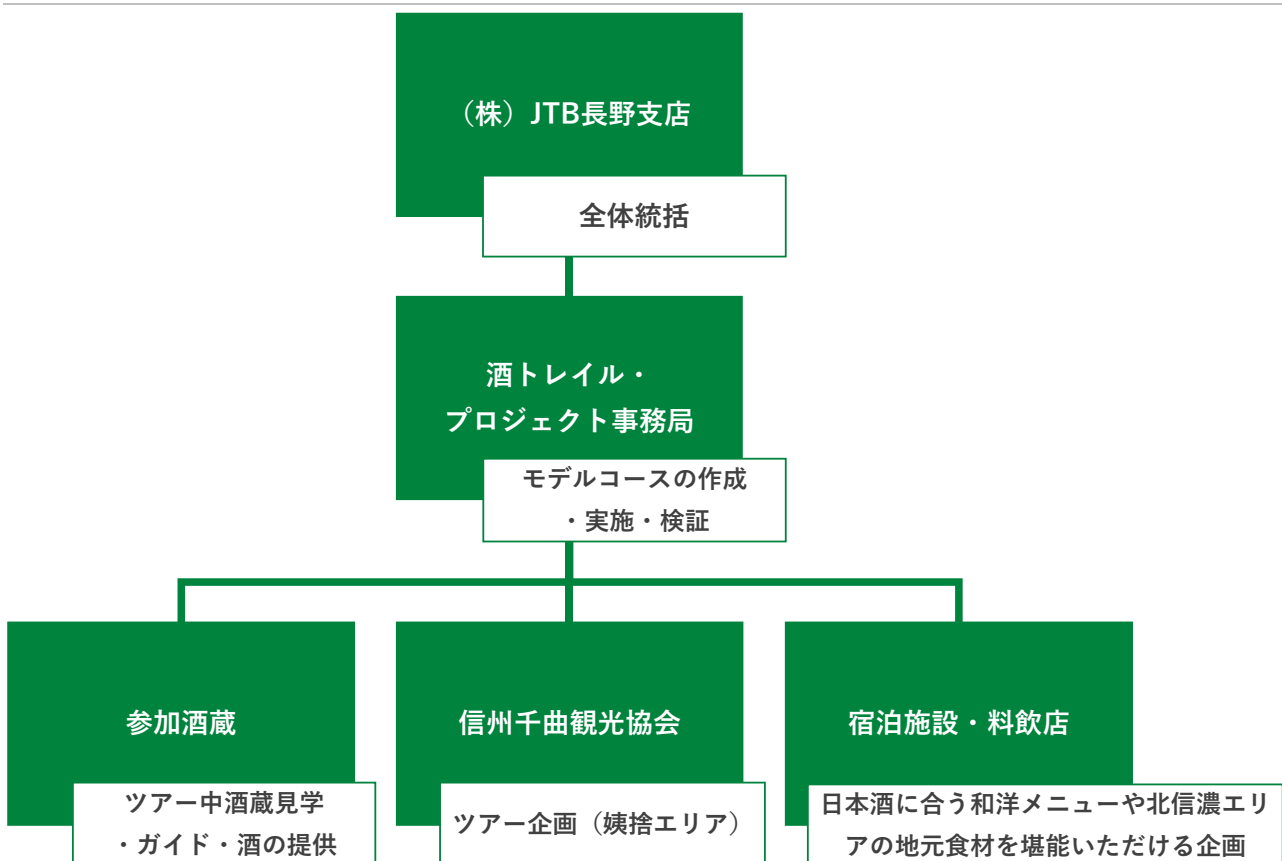 （株）JTB長野支店
全体統括
酒トレイル・
プロジェクト事務局
モデルコースの作成
・実施・検証
参加酒蔵
ツアー中酒蔵見学
・ガイド・酒の提供
信州千曲観光協会
ツアー企画（姨捨エリア）
宿泊施設・料飲店
日本酒に合う和洋メニューや北信濃エリ
アの地元食材を堪能いただける企画